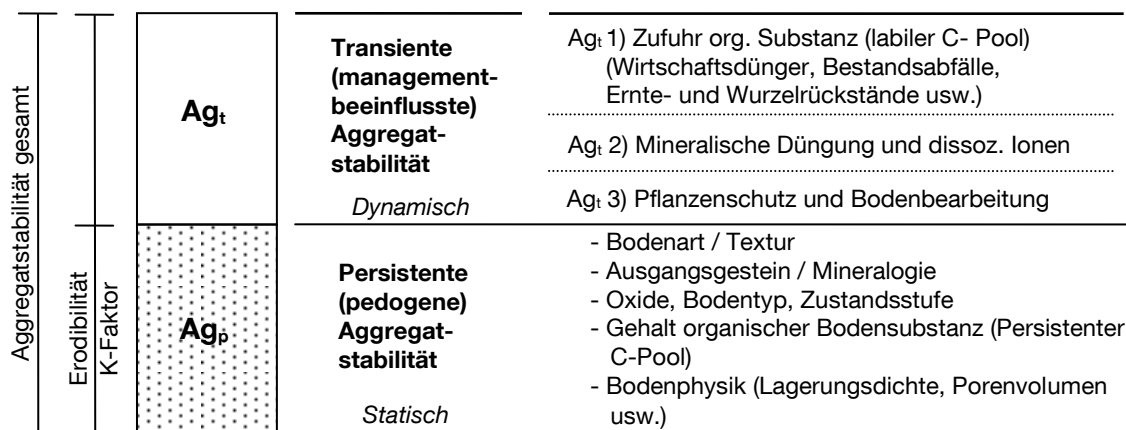 Aggregatstabilität gesamt
Erodibilität
K-Faktor
Agt
Agp
Transiente
(management-
beeinflusste)
Aggregat-
stabilität
Dynamisch
Agt 1) Zufuhr org. Substanz (labiler C- Pool)
(Wirtschaftsdünger, Bestandsabfälle,
Ernte- und Wurzelrückstände usw.)
Agt 2) Mineralische Düngung und dissoz. Ionen
Agt 3) Pflanzenschutz und Bodenbearbeitung
Persistente
(pedogene)
Aggregat-
stabilität
Statisch
- Bodenart / Textur
- Ausgangsgestein / Mineralogie
- Oxide, Bodentyp, Zustandsstufe
- Gehalt organischer Bodensubstanz (Persistenter
C-Pool)
- Bodenphysik (Lagerungsdichte, Porenvolumen
usw.)